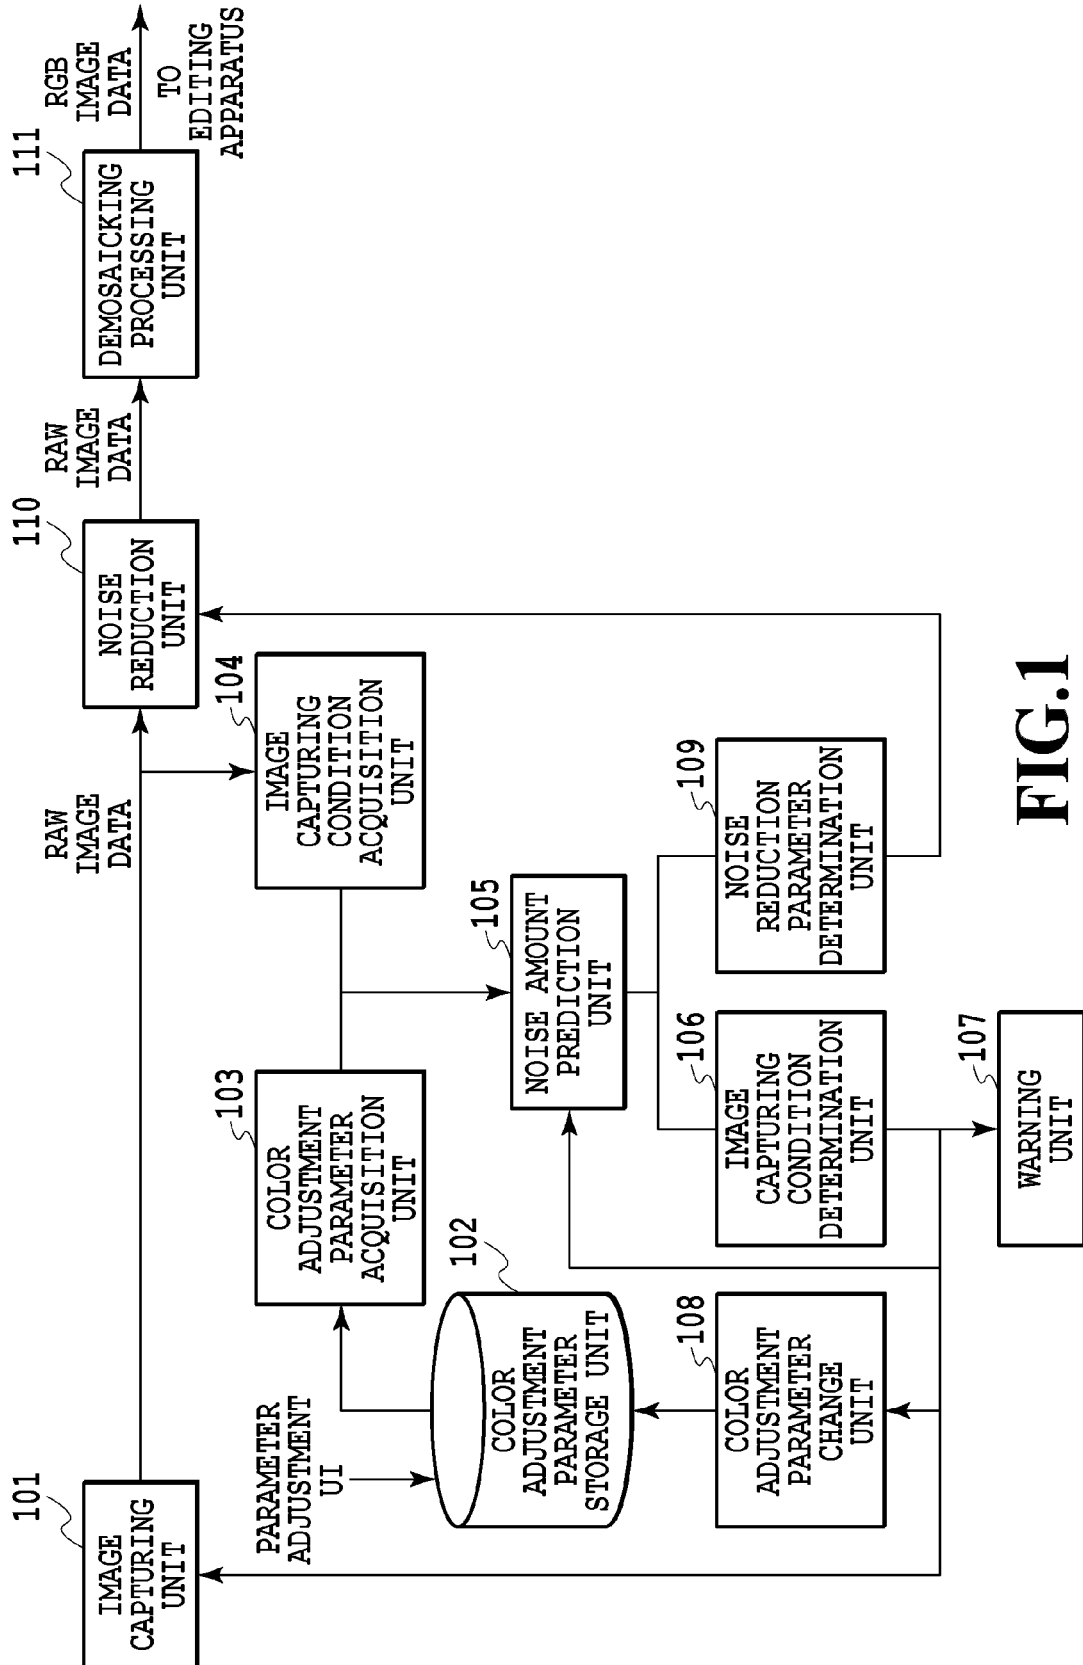 101
IMAGE
CAPTURING
UNIT
RAW
IMAGE
DATA
110
NOISE
REDUCTION
UNIT
RAW
IMAGE
DATA
111
DEMOSAICKING
PROCESSING
UNIT
RGB
IMAGE
DATA
TO
EDITING
APPARATUS
PARAMETER
ADJUSTMENT
UI
103
COLOR
ADJUSTMENT
PARAMETER
ACQUISITION
UNIT
104
IMAGE
CAPTURING
CONDITION
ACQUISITION
UNIT
102
COLOR
ADJUSTMENT
PARAMETER
STORAGE UNIT
105
NOISE AMOUNT
PREDICTION
UNIT
108
COLOR
ADJUSTMENT
PARAMETER
CHANGE
UNIT
106
IMAGE
CAPTURING
CONDITION
DETERMINATION
UNIT
109
NOISE
REDUCTION
PARAMETER
DETERMINATION
UNIT
107
WARNING
UNIT
FIG.1